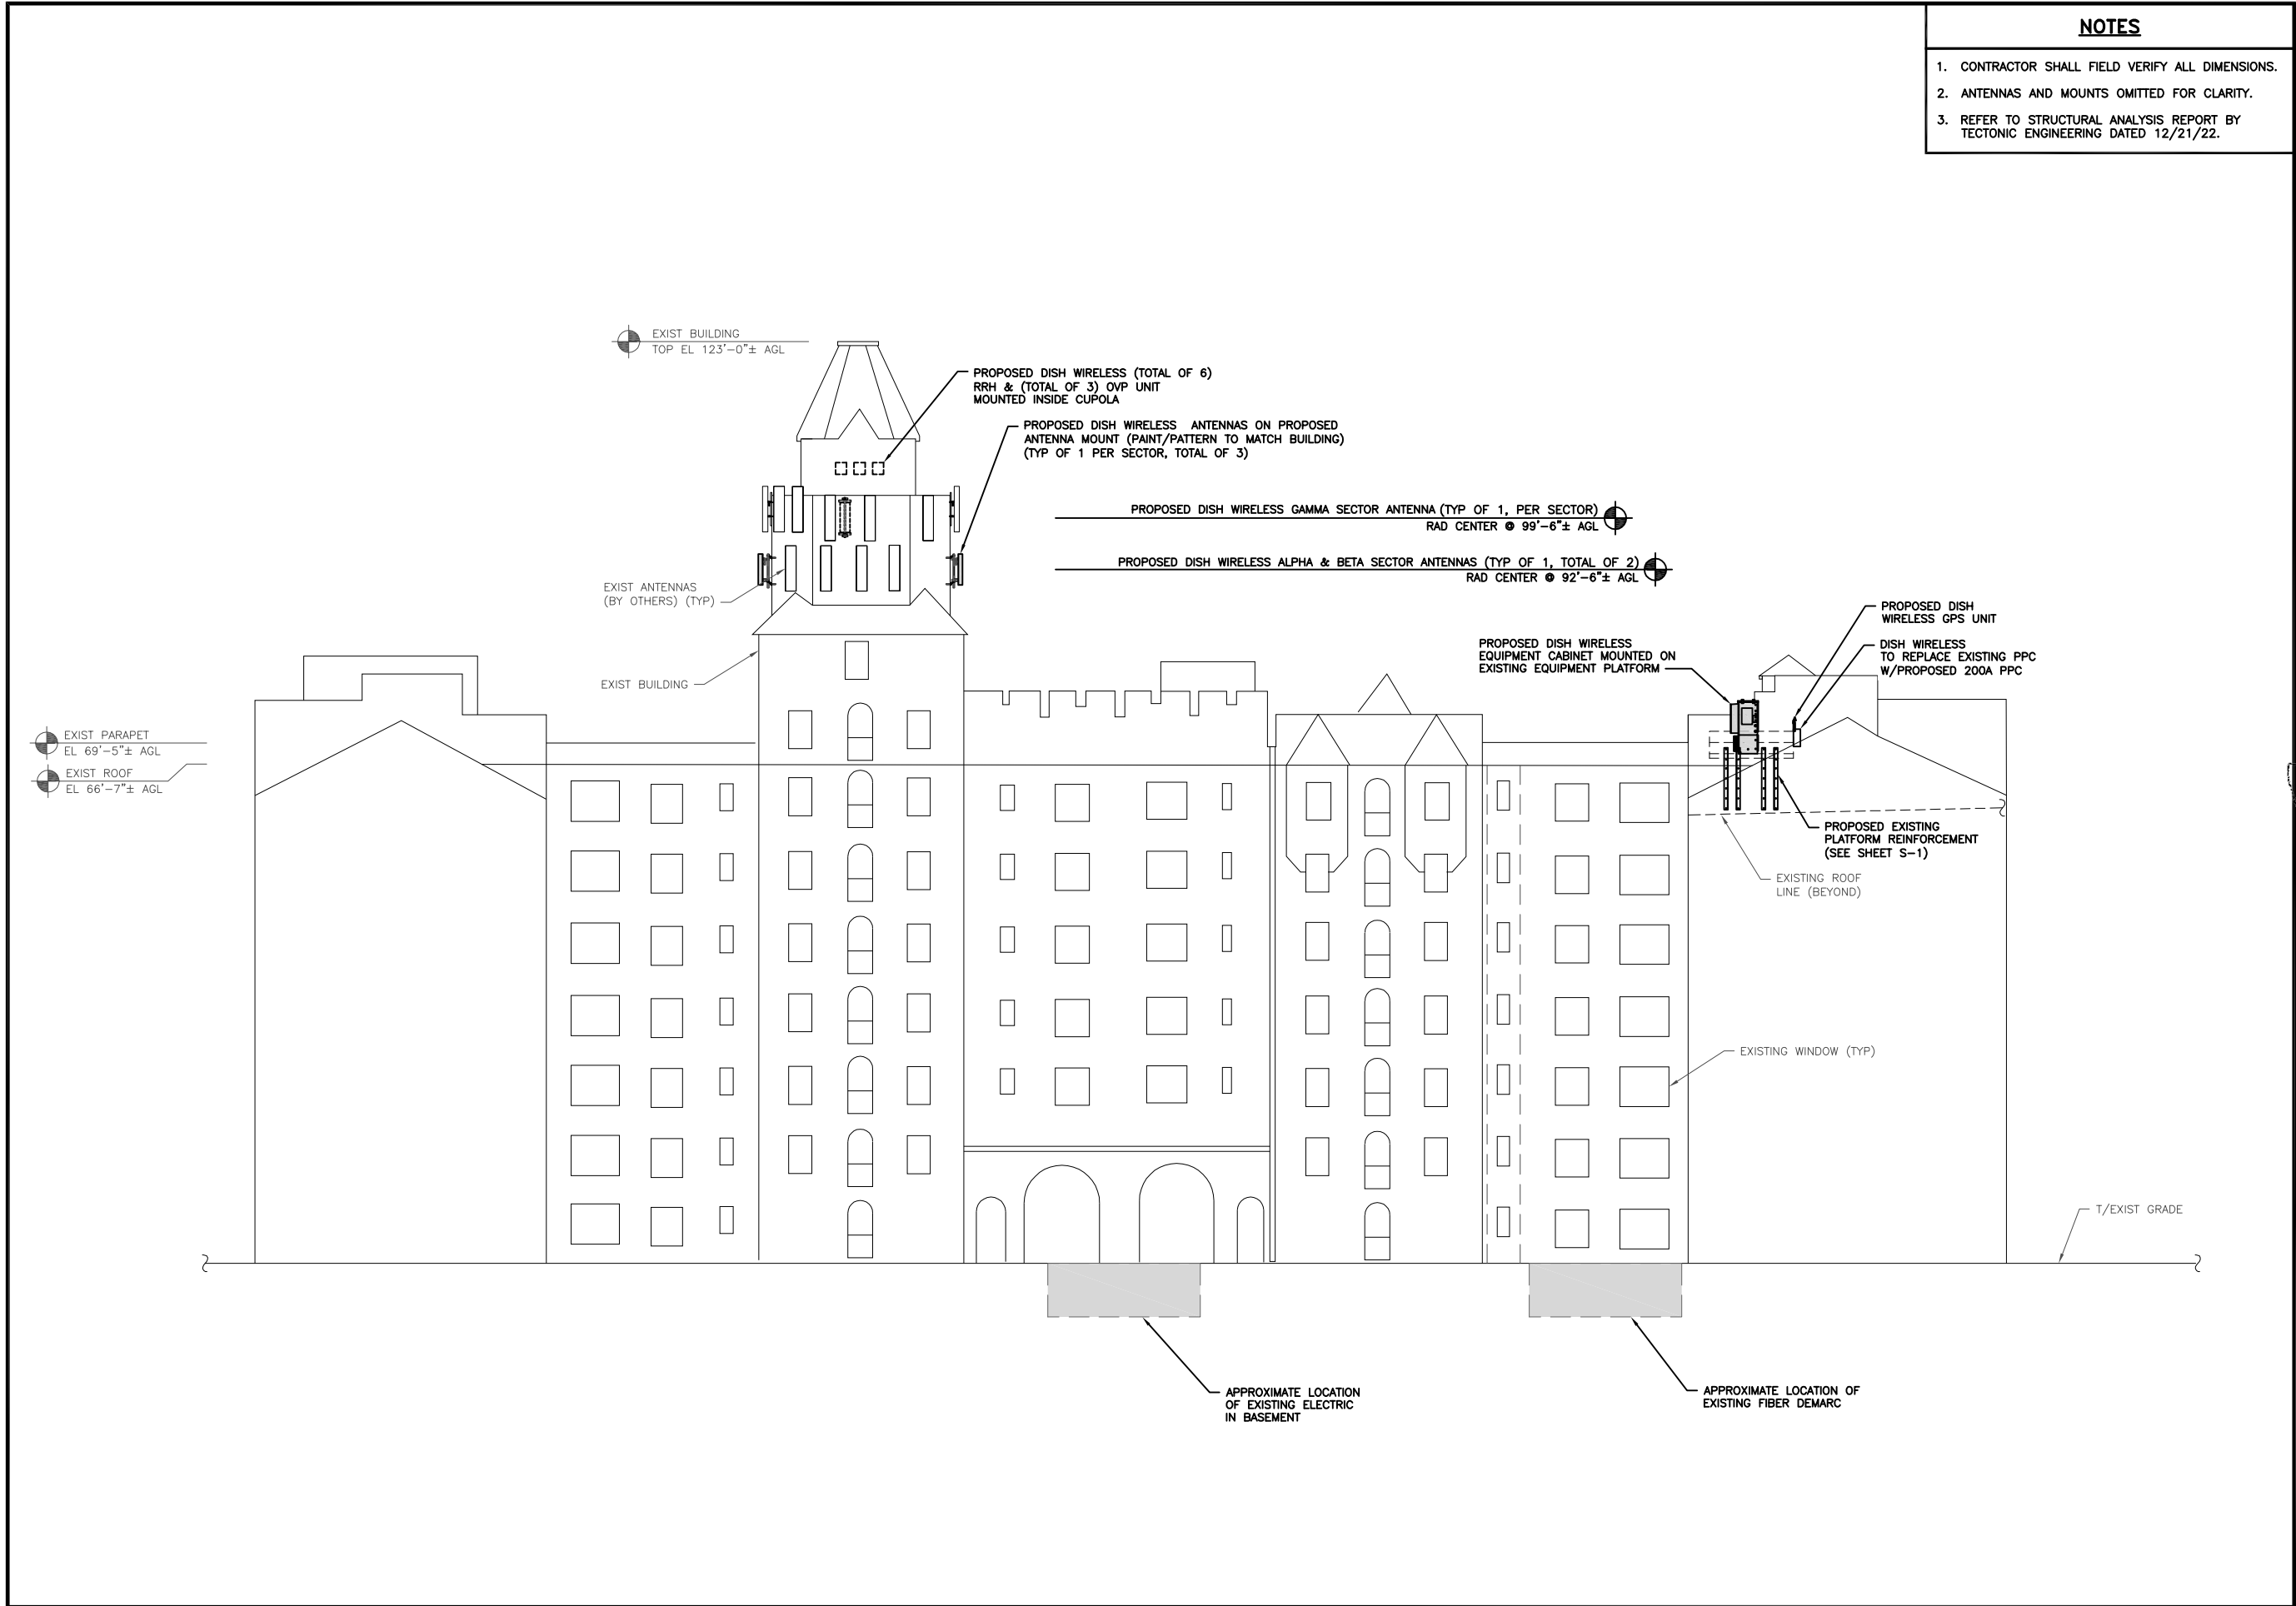 NOTES
1. CONTRACTOR SHALL FIELD VERIFY ALL DIMENSIONS.
2. ANTENNAS AND MOUNTS OMITTED FOR CLARITY.
3. REFER TO STRUCTURAL ANALYSIS REPORT BY
TECTONIC ENGINEERING DATED 12/21/22.
EXIST BUILDING
TOP EL 123'-0"± AGL
PROPOSED DISH WIRELESS (TOTAL OF 6)
RRH & (TOTAL OF 3) OVP UNIT
MOUNTED INSIDE CUPOLA
PROPOSED DISH WIRELESS ANTENNAS ON PROPOSED
ANTENNA MOUNT (PAINT/PATTERN TO MATCH BUILDING)
(TYP OF 1 PER SECTOR, TOTAL OF 3)
PROPOSED DISH WIRELESS GAMMA SECTOR ANTENNA (TYP OF 1, PER SECTOR)
RAD CENTER @ 99'-6"± AGL
PROPOSED DISH WIRELESS ALPHA & BETA SECTOR ANTENNAS (TYP OF 1, TOTAL OF 2)
RAD CENTER @ 92'-6"± AGL
EXIST ANTENNAS
(BY OTHERS) (TYP)
EXIST BUILDING
PROPOSED DISH WIRELESS
EQUIPMENT CABINET MOUNTED ON
EXISTING EQUIPMENT PLATFORM
PROPOSED DISH
WIRELESS GPS UNIT
DISH WIRELESS
TO REPLACE EXISTING PPC
W/PROPOSED 200A PPC
EXIST PARAPET
EL 69'-5"± AGL
EXIST ROOF
EL 66'-7"± AGL
PROPOSED EXISTING
PLATFORM REINFORCEMENT
(SEE SHEET S-1)
EXISTING ROOF
LINE (BEYOND)
EXISTING WINDOW (TYP)
T/EXIST GRADE
APPROXIMATE LOCATION
OF EXISTING ELECTRIC
IN BASEMENT
APPROXIMATE LOCATION OF
EXISTING FIBER DEMARC